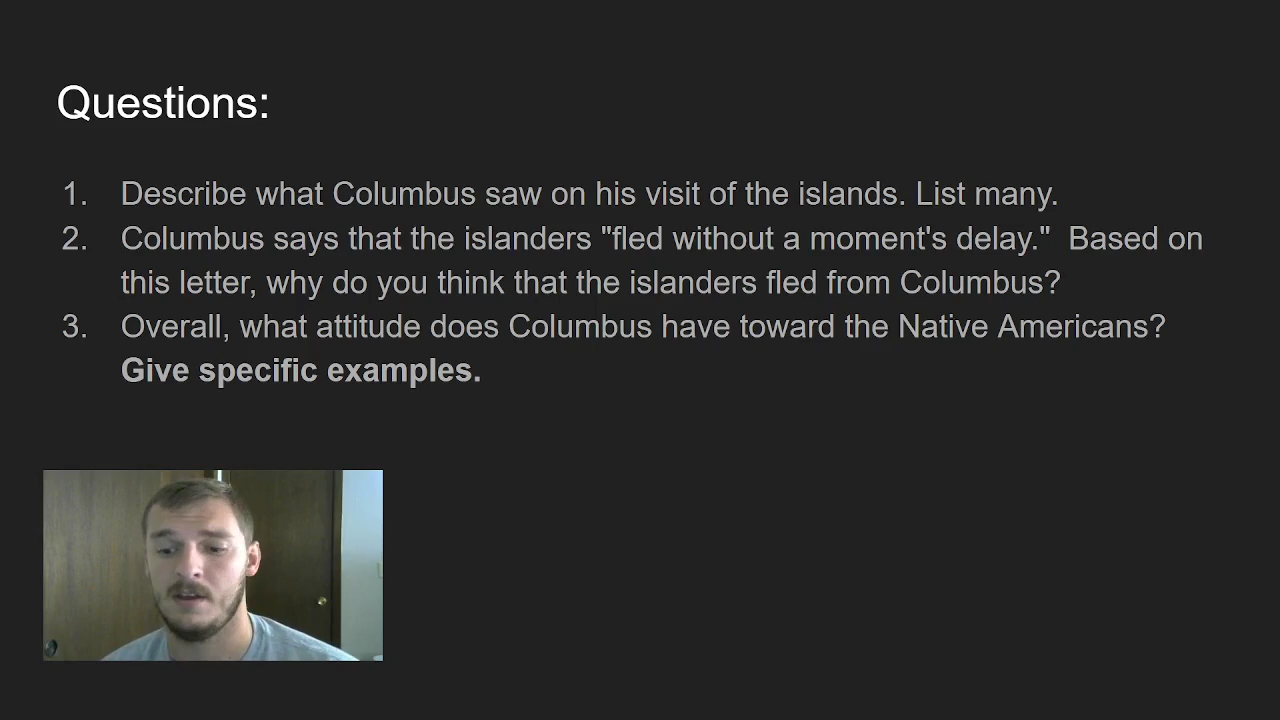 Questions:
1. Describe what Columbus saw on his visit of the islands. List many.
2. Columbus says that the islanders "fled without a moment's delay."  Based on
this letter, why do you think that the islanders fled from Columbus?
3. Overall, what attitude does Columbus have toward the Native Americans?
Give specific examples.